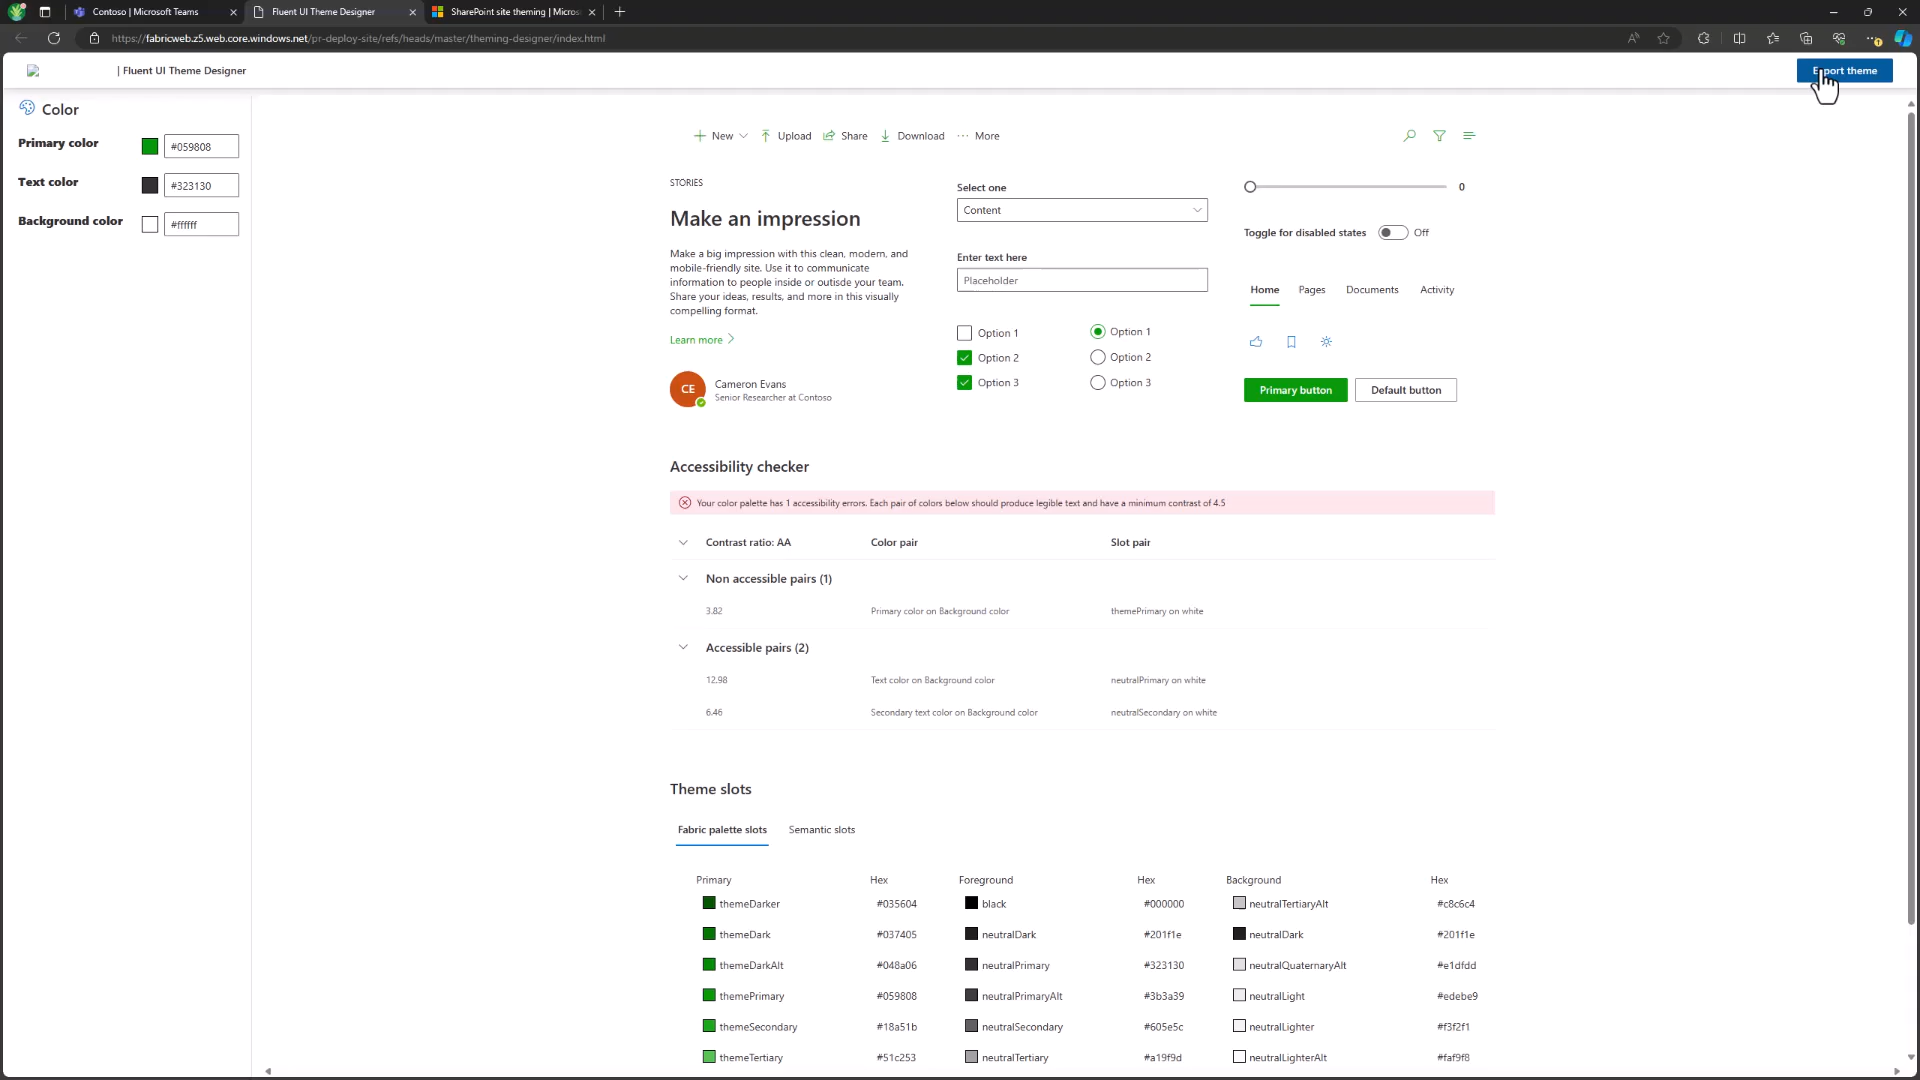 Contoso | Microsoft Teams
Fluent UI Theme Designer
SharePoint site theming | Micros
https://fabricweb.z5.web.core.windows.net/pr-deploy-site/refs/heads/master/theming-designer/index.html
| Fluent UI Theme Designer
Export theme
Color
Primary color
#059808
Text color
#323130
Background color
#ffffff
New
Upload
Share
Download
More
STORIES
Make an impression
Make a big impression with this clean, modern, and
mobile-friendly site. Use it to communicate
information to people inside or outisde your team.
Share your ideas, results, and more in this visually
compelling format.
Learn more
CE
Cameron Evans
Senior Researcher at Contoso
Select one
Content
Enter text here
Placeholder
Option 1
Option 2
Option 3
Option 1
Option 2
Option 3
0
Toggle for disabled states
Off
Home Pages Documents Activity
Primary button
Default button
Accessibility checker
Your color palette has 1 accessibility errors. Each pair of colors below should produce legible text and have a minimum contrast of 4.5
Contrast ratio: AA Color pair Slot pair
Non accessible pairs (1)
3.82 Primary color on Background color themePrimary on white
Accessible pairs (2)
12.98 Text color on Background color neutralPrimary on white
6.46 Secondary text color on Background color neutralSecondary on white
Theme slots
Fabric palette slots Semantic slots
Primary Hex Foreground Hex Background Hex
themeDarker #035604 black #000000 neutralTertiaryAlt #c8c6c4
themeDark #037405 neutralDark #201f1e neutralDark #201f1e
themeDarkAlt #048a06 neutralPrimary #323130 neutralQuaternaryAlt #e1dfdd
themePrimary #059808 neutralPrimaryAlt #3b3a39 neutralLight #edebe9
themeSecondary #18a51b neutralSecondary #605e5c neutralLighter #f3f2f1
themeTertiary #51c253 neutralTertiary #a19f9d neutralLighterAlt #faf9f8